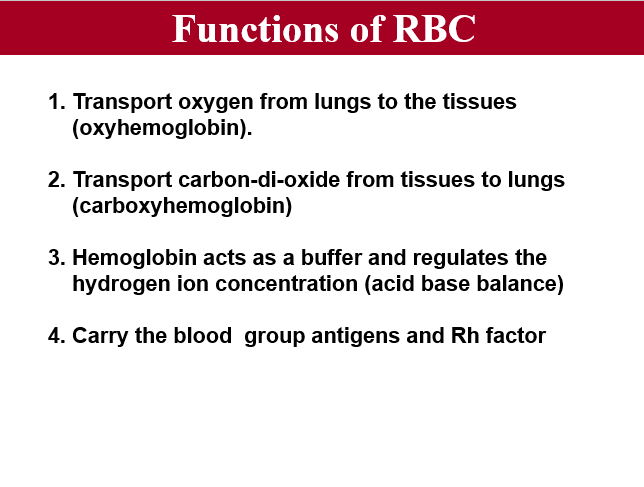 Functions of RBC
1. Transport oxygen from lungs to the tissues
(oxyhemoglobin).
2. Transport carbon-di-oxide from tissues to lungs
(carboxyhemoglobin)
3. Hemoglobin acts as a buffer and regulates the
hydrogen ion concentration (acid base balance)
4. Carry the blood  group antigens and Rh factor